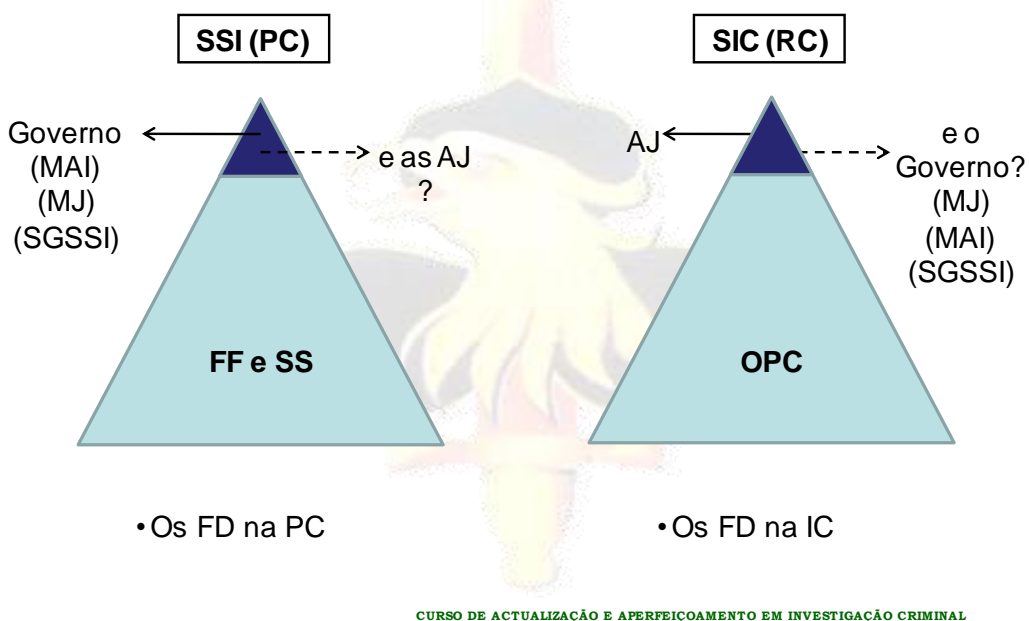 SSI (PC)
SIC (RC)
Governo
(MAI)
(MJ)
(SGSSI)
e as AJ
?
AJ
e o
Governo?
(MJ)
(MAI)
(SGSSI)
FF e SS
OPC
• Os FD na PC
• Os FD na IC
CURSO DE ACTUALIZAÇÃO E APERFEIÇOAMENTO EM INVESTIGAÇÃO CRIMINAL